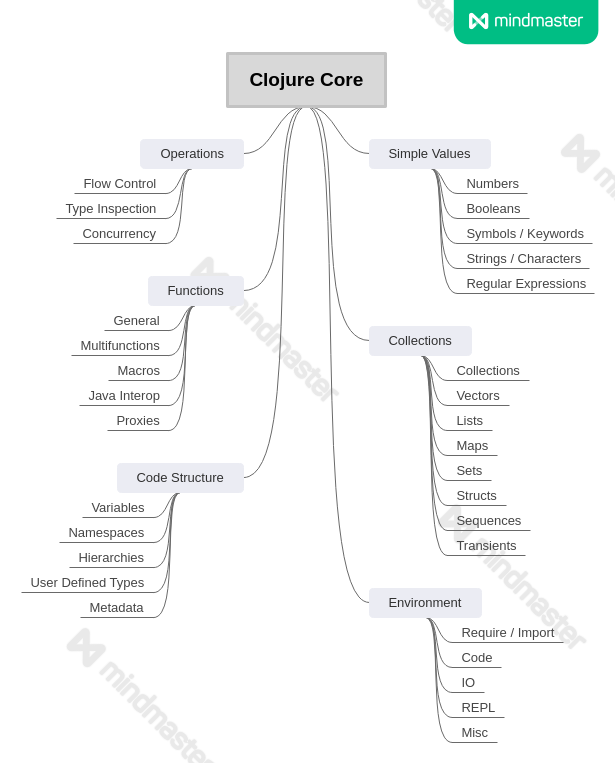 mindmaster
Clojure Core
Operations
Flow Control
Type Inspection
Concurrency
Functions
General
Multifunctions
Macros
Java Interop
Proxies
Code Structure
Variables
Namespaces
Hierarchies
User Defined Types
Metadata
Simple Values
Numbers
Booleans
Symbols / Keywords
Strings / Characters
Regular Expressions
Collections
Collections
Vectors
Lists
Maps
Sets
Structs
Sequences
Transients
Environment
Require / Import
Code
IO
REPL
Misc
mindmaster
mindmaster
mindmaster